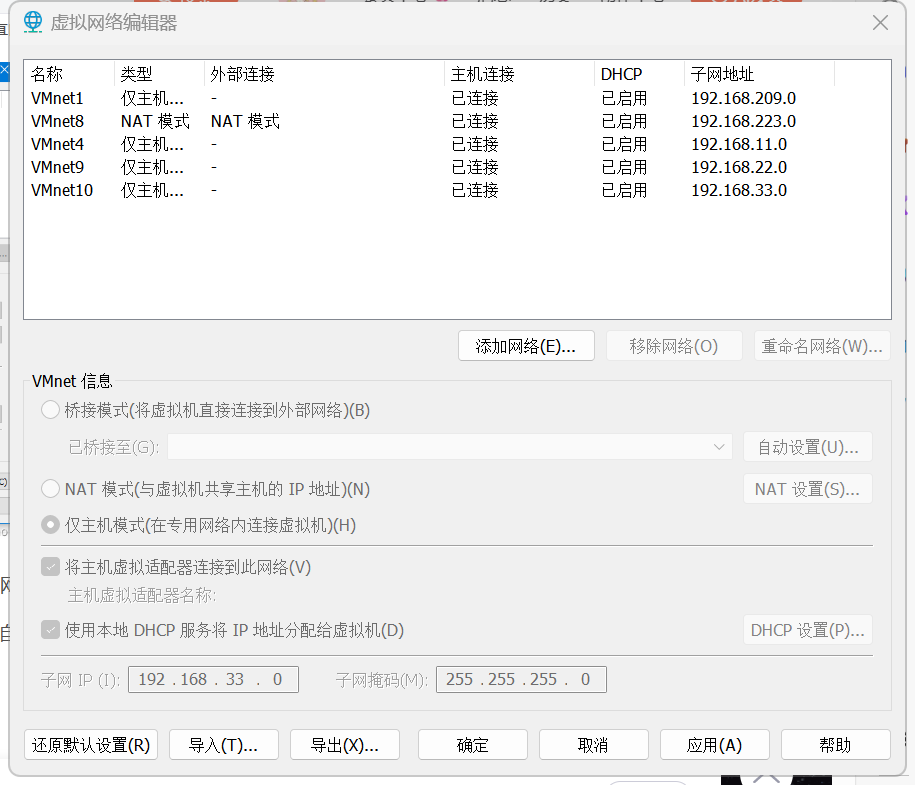 虚拟网络编辑器
名称 类型 外部连接 主机连接 DHCP 子网地址
VMnet1 仅主机... - 已连接 已启用 192.168.209.0
VMnet8 NAT 模式 NAT 模式 已连接 已启用 192.168.223.0
VMnet4 仅主机... - 已连接 已启用 192.168.11.0
VMnet9 仅主机... - 已连接 已启用 192.168.22.0
VMnet10 仅主机... - 已连接 已启用 192.168.33.0
添加网络(E)... 移除网络(O) 重命名网络(W)...
VMnet 信息
桥接模式(将虚拟机直接连接到外部网络)(B)
已桥接至(G): 自动设置(U)...
NAT 模式(与虚拟机共享主机的 IP 地址)(N) NAT 设置(S)...
仅主机模式(在专用网络内连接虚拟机)(H)
将主机虚拟适配器连接到此网络(V)
主机虚拟适配器名称:
使用本地 DHCP 服务将 IP 地址分配给虚拟机(D) DHCP 设置(P)...
子网 IP (I): 192 . 168 . 33 . 0 子网掩码(M): 255 . 255 . 255 . 0
还原默认设置(R) 导入(T)... 导出(X)... 确定 取消 应用(A) 帮助